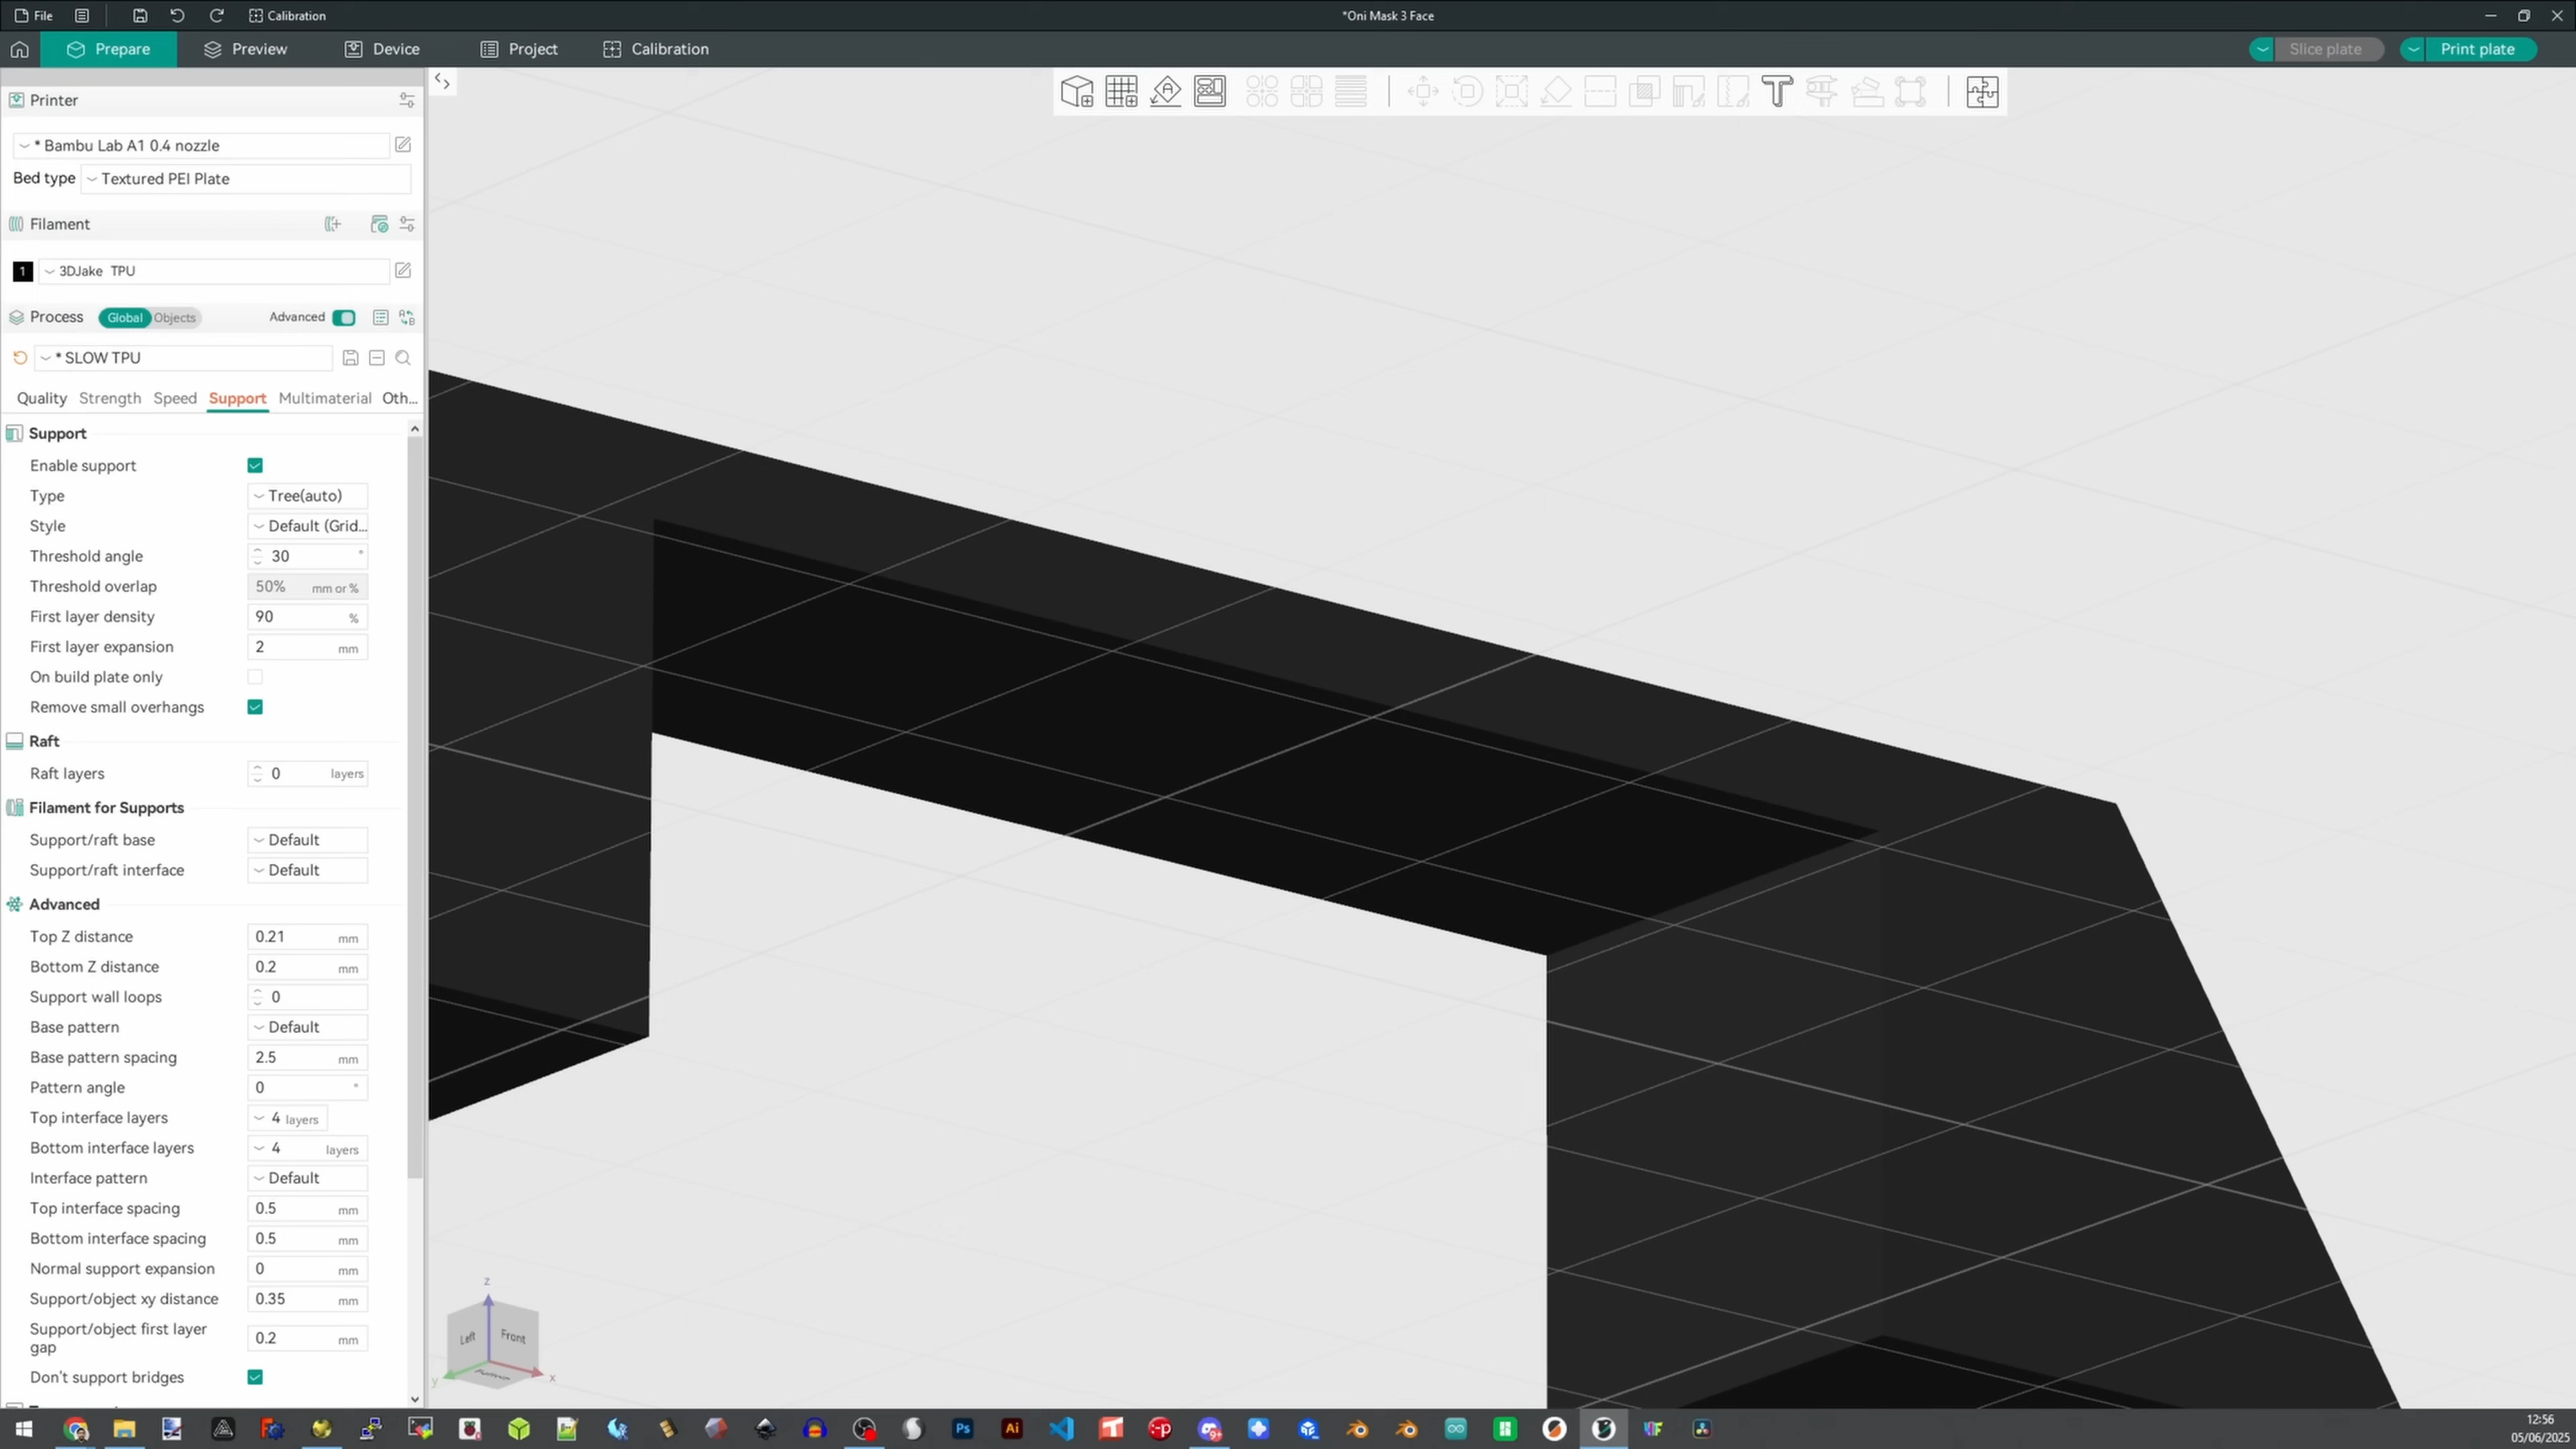 File Calibration *Oni Mask 3 Face
Prepare Preview Device Project Calibration Slice plate Print plate
Printer
* Bambu Lab A1 0.4 nozzle
Bed type Textured PEI Plate
Filament
1 3DJake TPU
Process Global Objects Advanced
* SLOW TPU
Quality Strength Speed Support Multimaterial Oth...
Support
Enable support
Type Tree(auto)
Style Default (Grid...
Threshold angle 30 °
Threshold overlap 50% mm or %
First layer density 90 %
First layer expansion 2 mm
On build plate only
Remove small overhangs
Raft
Raft layers 0 layers
Filament for Supports
Support/raft base Default
Support/raft interface Default
Advanced
Top Z distance 0.21 mm
Bottom Z distance 0.2 mm
Support wall loops 0
Base pattern Default
Base pattern spacing 2.5 mm
Pattern angle 0 °
Top interface layers 4 layers
Bottom interface layers 4 layers
Interface pattern Default
Top interface spacing 0.5 mm
Bottom interface spacing 0.5 mm
Normal support expansion 0 mm
Support/object xy distance 0.35 mm
Support/object first layer
gap 0.2 mm
Don't support bridges
z
Left Front
y x
Ps Ai
12:56
05/06/2025